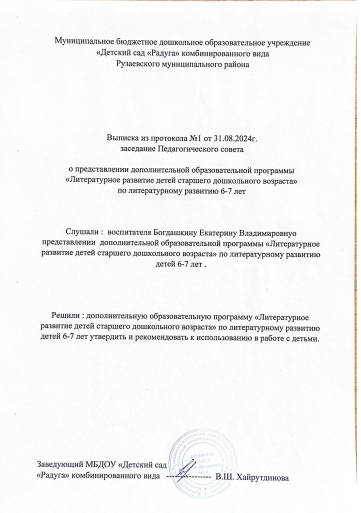 Муниципальное бюджетное дошкольное образовательное учреждение
«Детский сад «Радуга» комбинированного вида
Рузаевского муниципального района
Выписка из протокола №1 от 31.08.2024г.
заседание Педагогического совета
о представлении дополнительной образовательной программы
«Литературное развитие детей старшего дошкольного возраста»
по литературному развитию 6-7 лет
Слушали : воспитателя Богдашкину Екатерину Владимировнуо
представлении дополнительной образовательной программы «Литературное
развитие детей старшего дошкольного возраста» по литературному развитию
детей 6-7 лет .
Решили : дополнительную образовательную программу «Литературное
развитие детей старшего дошкольного возраста» по литературному развитию
детей 6-7 лет утвердить и рекомендовать к использованию в работе с детьми.
Заведующий МБДОУ «Детский сад
«Радуга» комбинированного вида ------------- В.Ш. Хайрутдинова